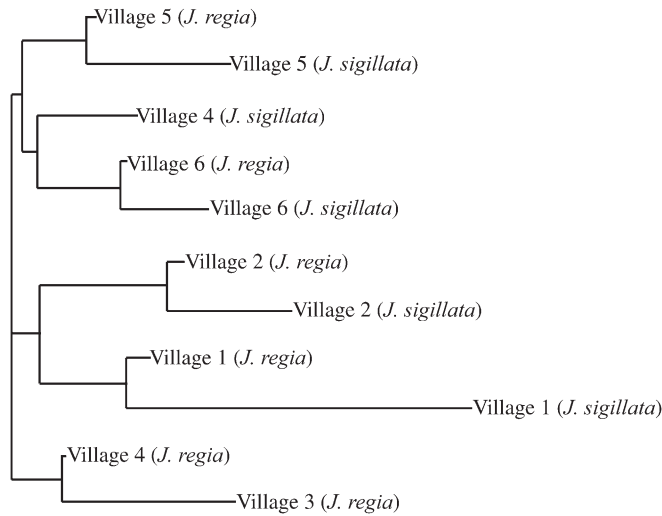 Village 5 (J. regia)
Village 5 (J. sigillata)
Village 4 (J. sigillata)
Village 6 (J. regia)
Village 6 (J. sigillata)
Village 2 (J. regia)
Village 2 (J. sigillata)
Village 1 (J. regia)
Village 1 (J. sigillata)
Village 4 (J. regia)
Village 3 (J. regia)